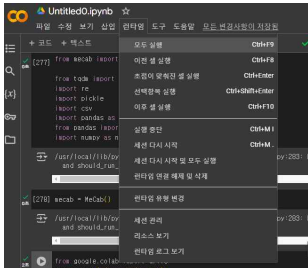 Untitled0.ipynb
파일 수정 보기 삽입 런타임 도구 도움말 모든 변경사항이 저장됨
+ 코드 + 텍스트
모두 실행 Ctrl+F9
이전 셀 실행 Ctrl+F8
초점이 맞춰진 셀 실행 Ctrl+Enter
선택항목 실행 Ctrl+Shift+Enter
이후 셀 실행 Ctrl+F10
실행 중단 Ctrl+M I
세션 다시 시작 Ctrl+M .
세션 다시 시작 및 모두 실행
런타임 연결 해제 및 삭제
런타임 유형 변경
세션 관리
리소스 보기
런타임 로그 보기
[277] from mecab import
from tqdm import
import re
import pickle
import csv
import pandas as
from pandas impor
import numpy as n
/usr/local/lib/py
py:283:
and should_run_
[278] mecab = MeCab()
/usr/local/lib/py
py:283:
and should_run_
from google.colab